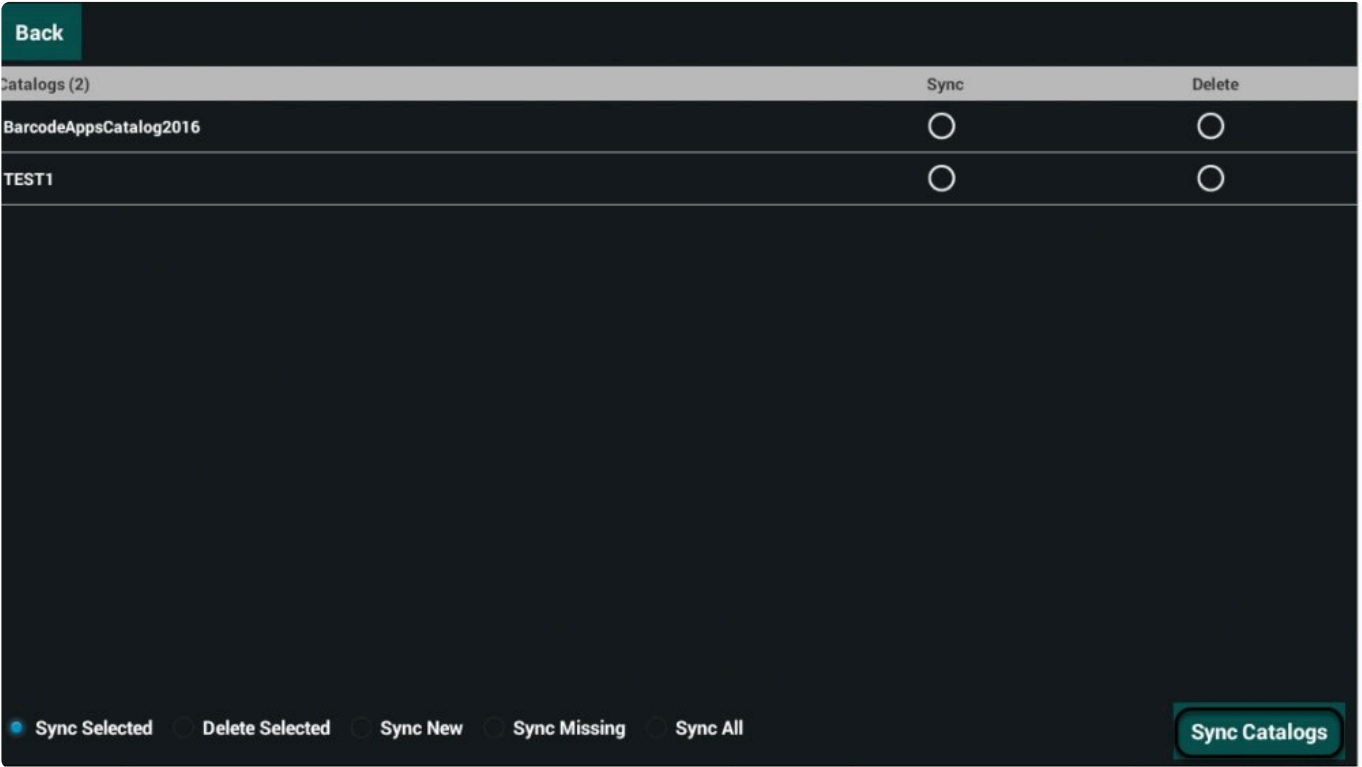 Back
Catalogs (2) Sync Delete
BarcodeAppsCatalog2016
TEST1
Sync Selected Delete Selected Sync New Sync Missing Sync All Sync Catalogs